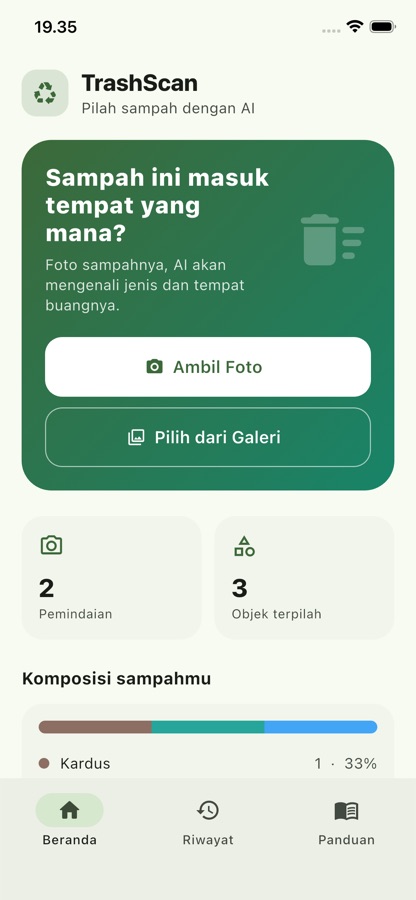 19.35
TrashScan
Pilah sampah dengan AI
Sampah ini masuk
tempat yang
mana?
Foto sampahnya, AI akan
mengenali jenis dan tempat
buangnya.
Ambil Foto
Pilih dari Galeri
2
Pemindaian
3
Objek terpilah
Komposisi sampahmu
Kardus 1 · 33%
Beranda
Riwayat
Panduan